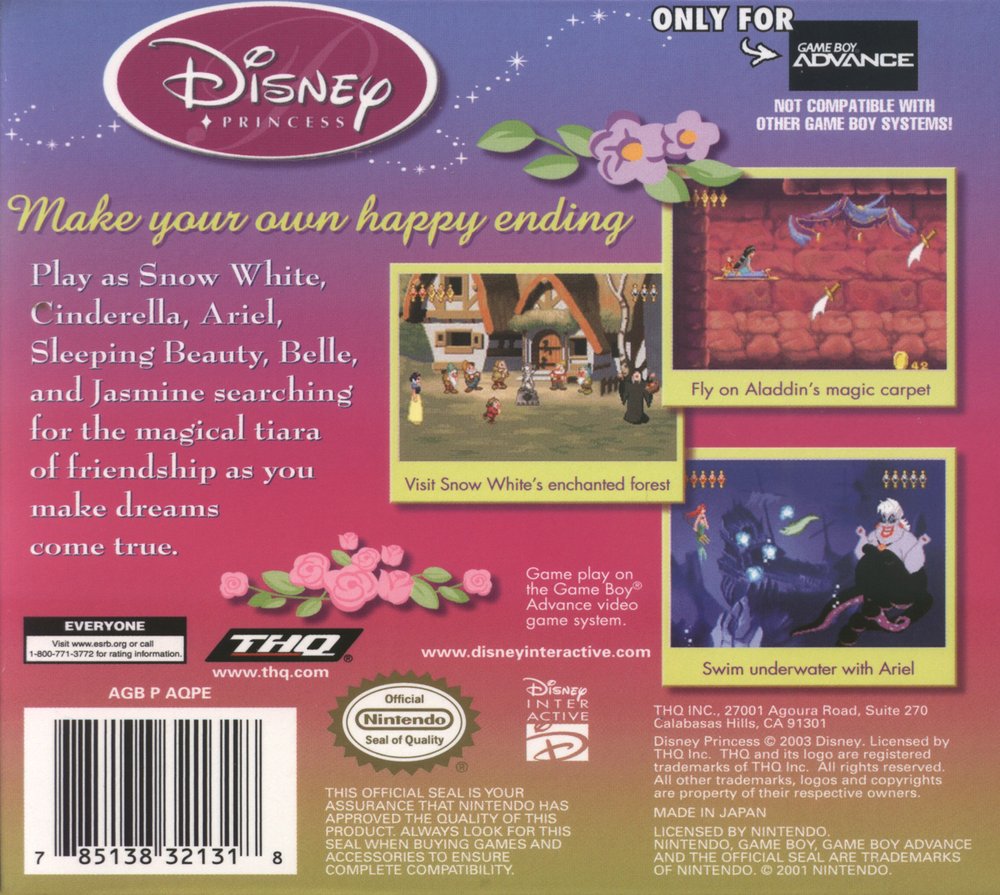 Disney
PRINCESS
ONLY FOR
GAME BOY
ADVANCE
NOT COMPATIBLE WITH
OTHER GAME BOY SYSTEMS!
Make your own happy ending
Play as Snow White,
Cinderella, Ariel,
Sleeping Beauty, Belle,
and Jasmine searching
for the magical tiara
of friendship as you
make dreams
come true.
42
Fly on Aladdin's magic carpet
Visit Snow White's enchanted forest
Swim underwater with Ariel
Game play on
the Game Boy®
Advance video
game system.
EVERYONE
Visit www.esrb.org or call
1-800-771-3772 for rating information.
THQ®
www.thq.com
www.disneyinteractive.com
AGB P AQPE
7 85138 32131 8
Official
Nintendo
Seal of Quality
®
THIS OFFICIAL SEAL IS YOUR
ASSURANCE THAT NINTENDO HAS
APPROVED THE QUALITY OF THIS
PRODUCT. ALWAYS LOOK FOR THIS
SEAL WHEN BUYING GAMES AND
ACCESSORIES TO ENSURE
COMPLETE COMPATIBILITY.
Disney
INTER
ACTIVE
THQ INC., 27001 Agoura Road, Suite 270
Calabasas Hills, CA 91301
Disney Princess © 2003 Disney. Licensed by
THQ Inc. THQ and its logo are registered
trademarks of THQ Inc. All rights reserved.
All other trademarks, logos and copyrights
are property of their respective owners.
MADE IN JAPAN
LICENSED BY NINTENDO.
NINTENDO, GAME BOY, GAME BOY ADVANCE
AND THE OFFICIAL SEAL ARE TRADEMARKS
OF NINTENDO. © 2001 NINTENDO.